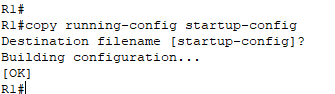 R1#
R1#copy running-config startup-config
Destination filename [startup-config]?
Building configuration...
[OK]
R1#